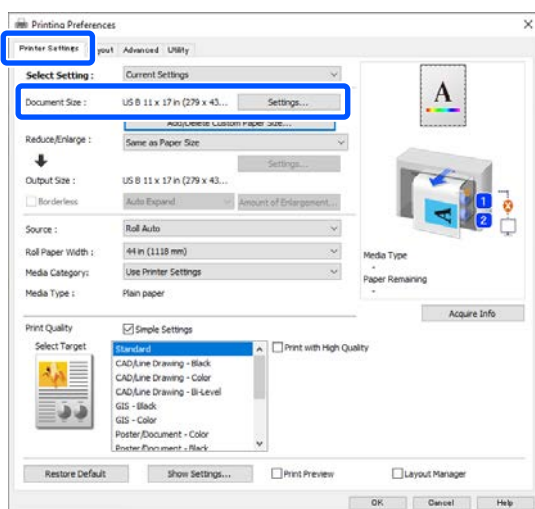 Printing Preferences
Printer Settings yout Advanced Utility
Select Setting : Current Settings
Document Size : US B 11 x 17 in (279 x 43... Settings...
Add/Delete Custom Paper Size...
Reduce/Enlarge : Same as Paper Size
Settings...
Output Size : US B 11 x 17 in (279 x 43...
Borderless Auto Expand Amount of Enlargement...
Source : Roll Auto
Roll Paper Width : 44 in (1118 mm)
Media Category: Use Printer Settings
Media Type : Plain paper
A
A
1
2
Media Type
-
Paper Remaining
-
Acquire Info
Print Quality Simple Settings
Select Target Standard Print with High Quality
CAD/Line Drawing - Black
CAD/Line Drawing - Color
CAD/Line Drawing - Bi-Level
GIS - Black
GIS - Color
Poster/Document - Color
Poster/Document - Black
Restore Default Show Settings... Print Preview Layout Manager
OK Cancel Help